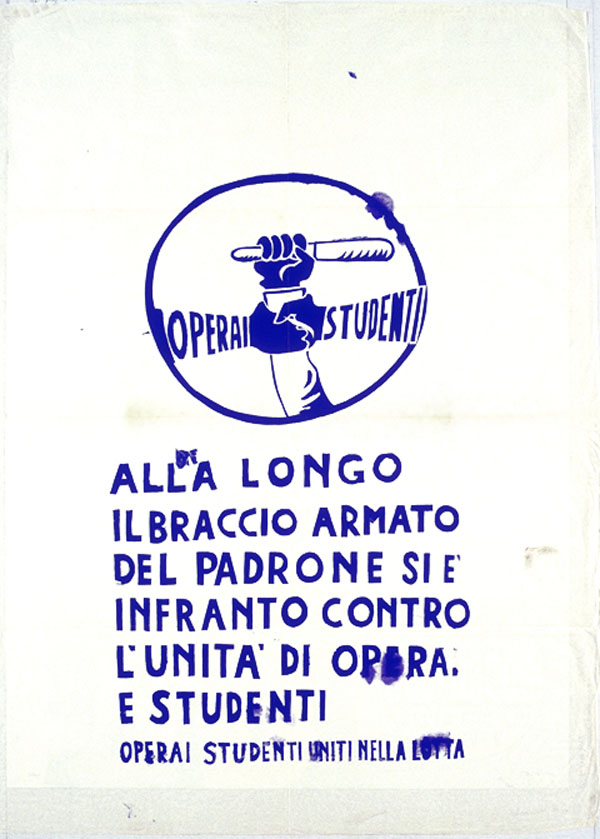 OPERAI STUDENTI
ALLA LONGO
IL BRACCIO ARMATO
DEL PADRONE SI E'
INFRANTO CONTRO
L'UNITA' DI OPERAI
E STUDENTI
OPERAI STUDENTI UNITI NELLA LOTTA